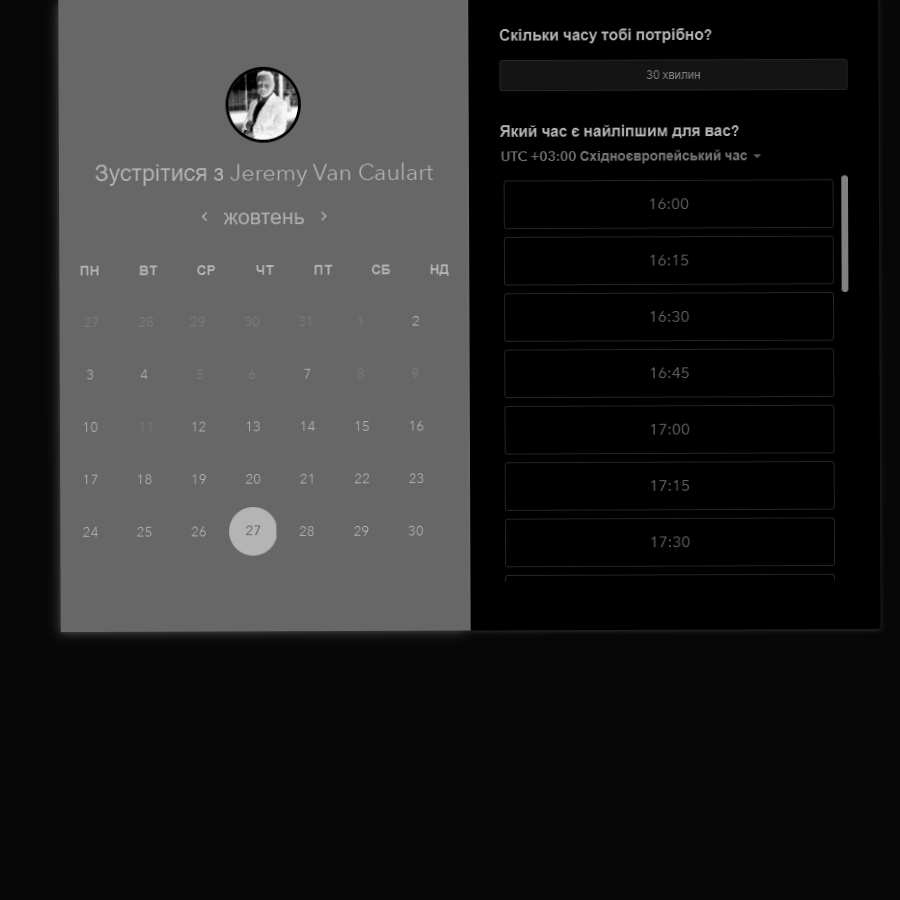 Зустрітися з Jeremy Van Caulart
жовтень
ПН ВТ СР ЧТ ПТ СБ НД
27 28 29 30 31 1 2
3 4 5 6 7 8 9
10 11 12 13 14 15 16
17 18 19 20 21 22 23
24 25 26 27 28 29 30
Скільки часу тобі потрібно?
30 хвилин
Який час є найліпшим для вас?
UTC +03:00 Східноєвропейський час
16:00
16:15
16:30
16:45
17:00
17:15
17:30